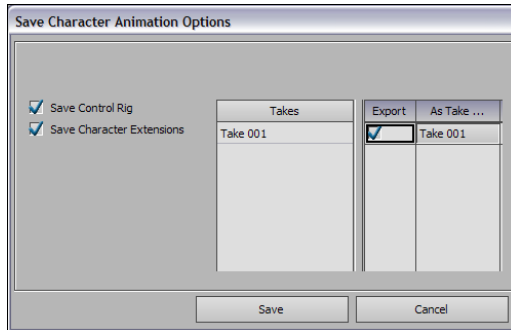 Save Character Animation Options
Save Control Rig
Save Character Extensions
Takes
Export
As Take ...
Take 001
Take 001
Save
Cancel